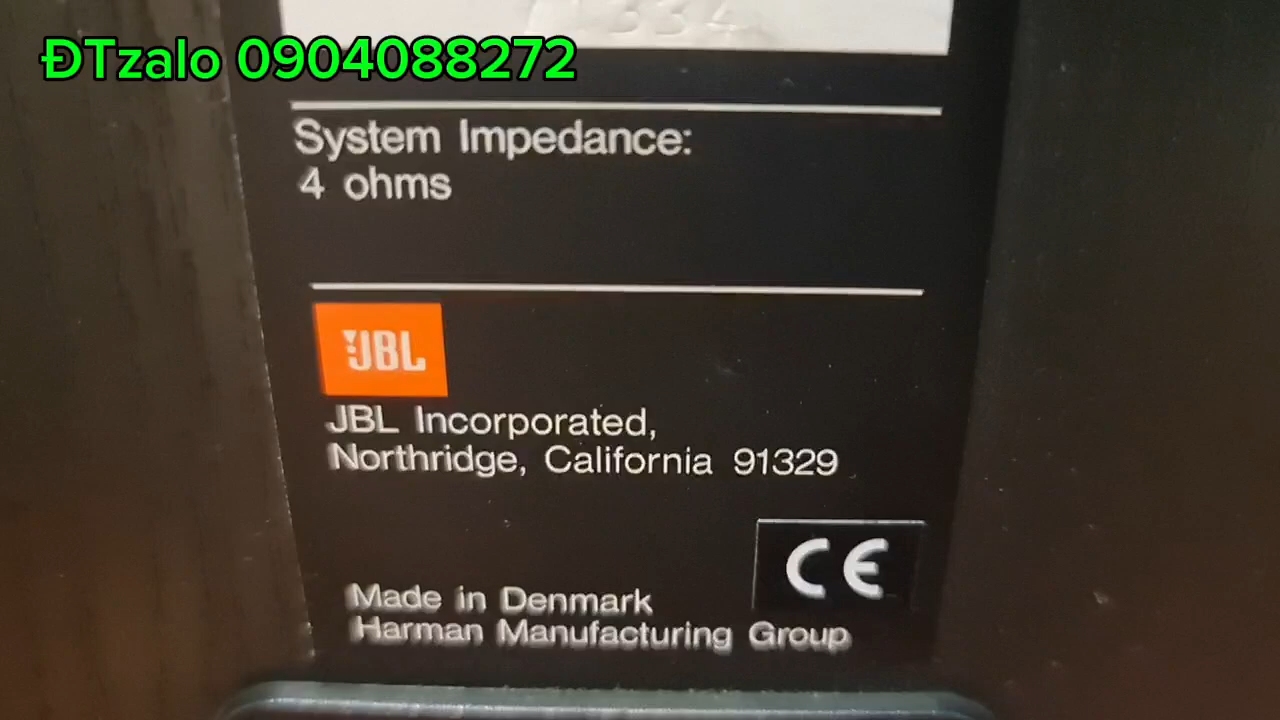 1334
ĐTzalo 0904088272
System Impedance:
4 ohms
JBL
JBL Incorporated,
Northridge, California 91329
CE
Made in Denmark
Harman Manufacturing Group